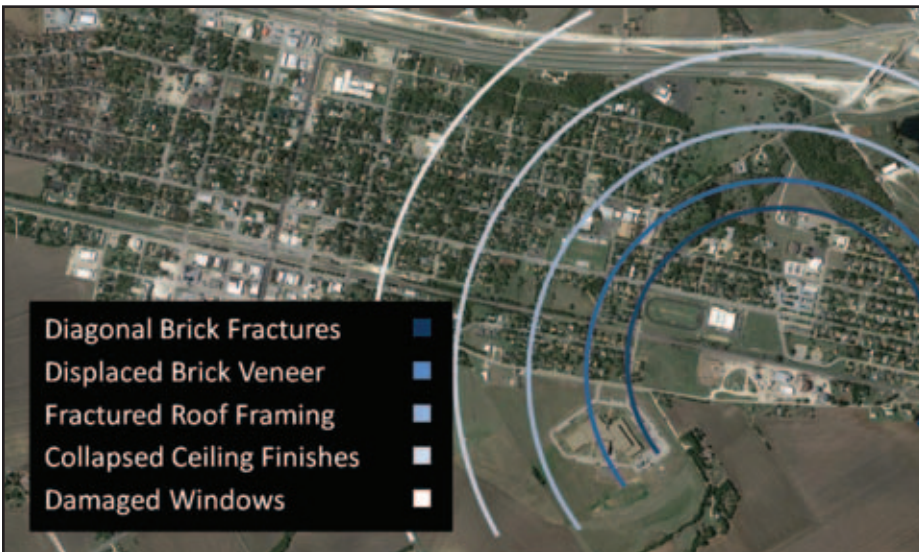 Diagonal Brick Fractures
Displaced Brick Veneer
Fractured Roof Framing
Collapsed Ceiling Finishes
Damaged Windows